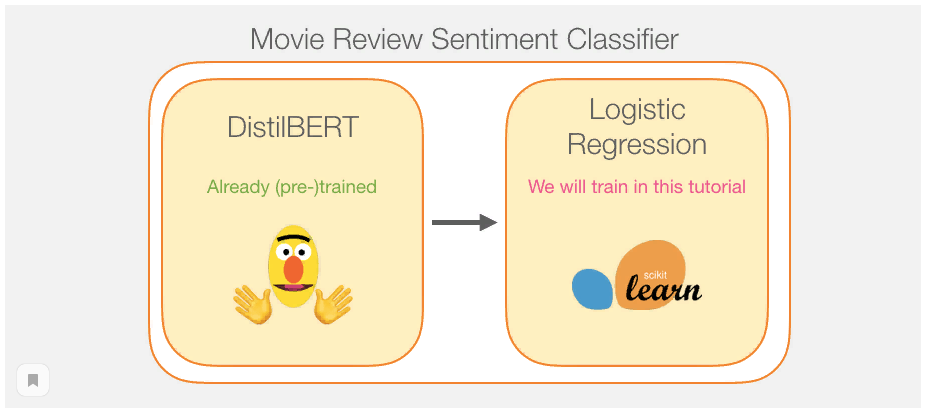 Movie Review Sentiment Classifier
DistilBERT
Already (pre-)trained
Logistic
Regression
We will train in this tutorial
scikit
learn